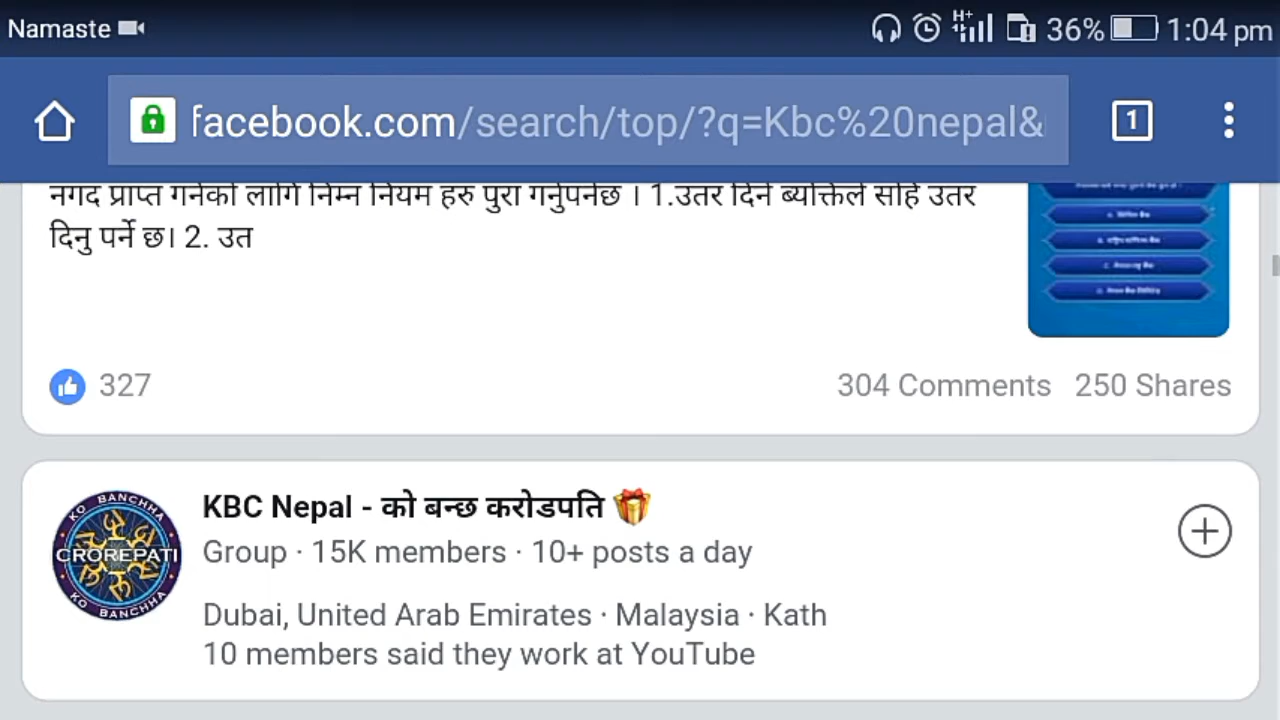 Namaste
36% 1:04 pm
facebook.com/search/top/?q=Kbc%20nepal&
1
नगद प्राप्त गर्नको लागि निम्न नियम हरु पुरा गर्नुपर्नेछ । 1.उतर दिने ब्यक्तिले सहि उतर
दिनु पर्ने छ। 2. उत
327
304 Comments 250 Shares
KBC Nepal - को बन्छ करोडपति
Group · 15K members · 10+ posts a day
Dubai, United Arab Emirates · Malaysia · Kath
10 members said they work at YouTube
KO BANCHHA
CROREPATI
KO BANCHHA